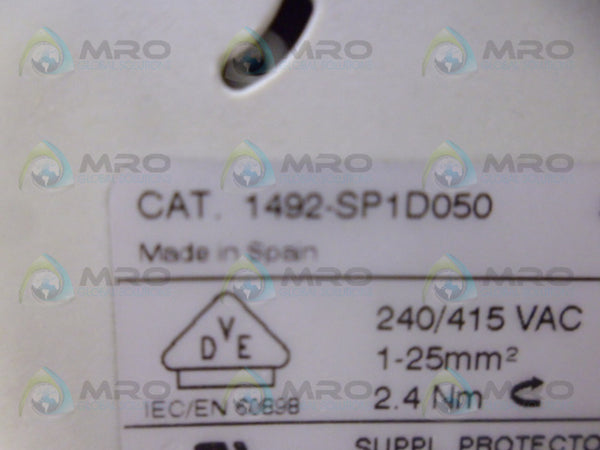 CAT. 1492-SP1D050
Made in Spain
DVE
240/415 VAC
1-25mm²
2.4 Nm
IEC/EN 60898
SUPPL PROTECTO
MRO